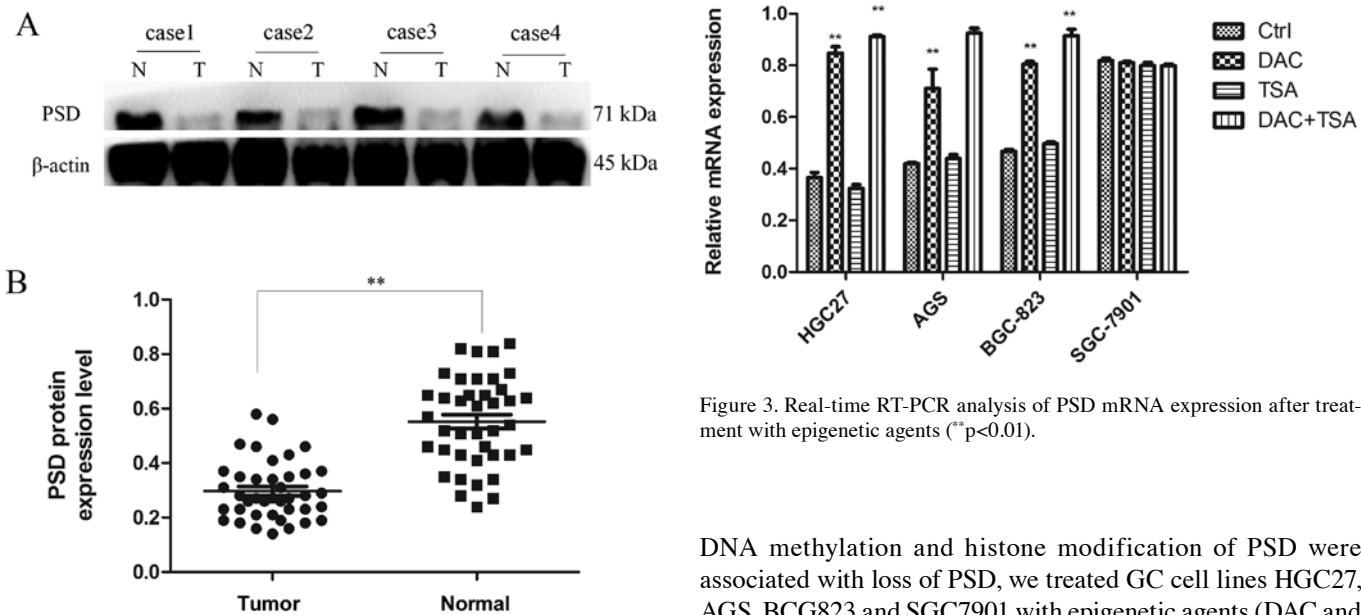 A
case1 case2 case3 case4
N T N T N T N T
PSD 71 kDa
β-actin 45 kDa
B
**
1.0
0.8
0.6
0.4
0.2
0.0
PSD protein
expression level
Tumor Normal
1.0
0.8
0.6
0.4
0.2
0.0
Relative mRNA expression
** ** ** ** **
Ctrl
DAC
TSA
DAC+TSA
HGC27 AGS BGC-823 SGC-7901
Figure 3. Real-time RT-PCR analysis of PSD mRNA expression after treat-
ment with epigenetic agents (**p<0.01).
DNA methylation and histone modification of PSD were
associated with loss of PSD, we treated GC cell lines HGC27,
AGS, BCG823 and SGC7901 with epigenetic agents (DAC and